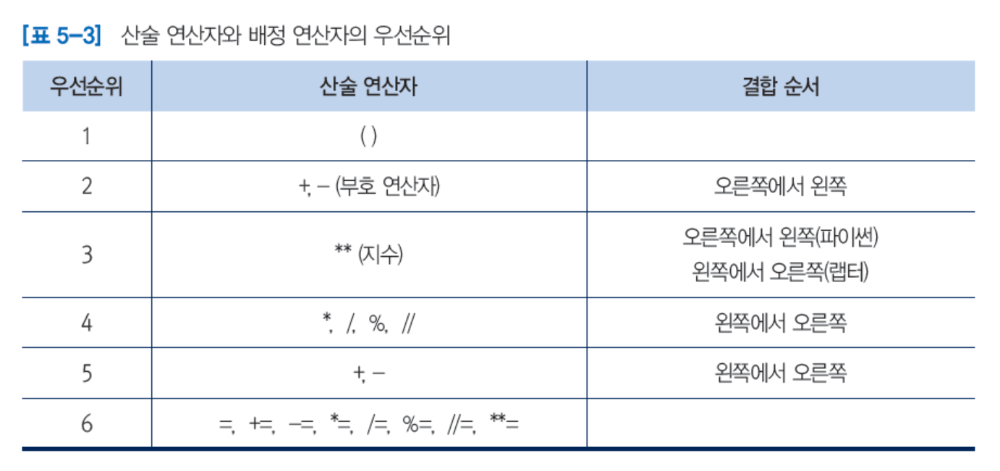 [표 5-3] 산술 연산자와 배정 연산자의 우선순위
우선순위 산술 연산자 결합 순서
1 ( )
2 +, - (부호 연산자) 오른쪽에서 왼쪽
3 ** (지수) 오른쪽에서 왼쪽(파이썬)
왼쪽에서 오른쪽(랩터)
4 *, /, %, // 왼쪽에서 오른쪽
5 +, - 왼쪽에서 오른쪽
6 =, +=, -=, *=, /=, %=, //=, **=